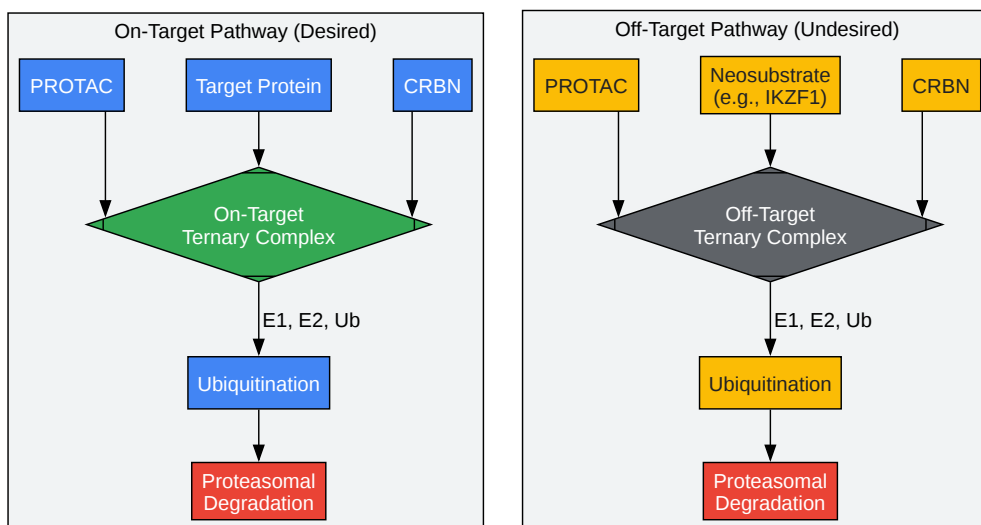 On-Target Pathway (Desired)
PROTAC
Target Protein
CRBN
On-Target
Ternary Complex
E1, E2, Ub
Ubiquitination
Proteasomal
Degradation
Off-Target Pathway (Undesired)
PROTAC
Neosubstrate
(e.g., IKZF1)
CRBN
Off-Target
Ternary Complex
E1, E2, Ub
Ubiquitination
Proteasomal
Degradation